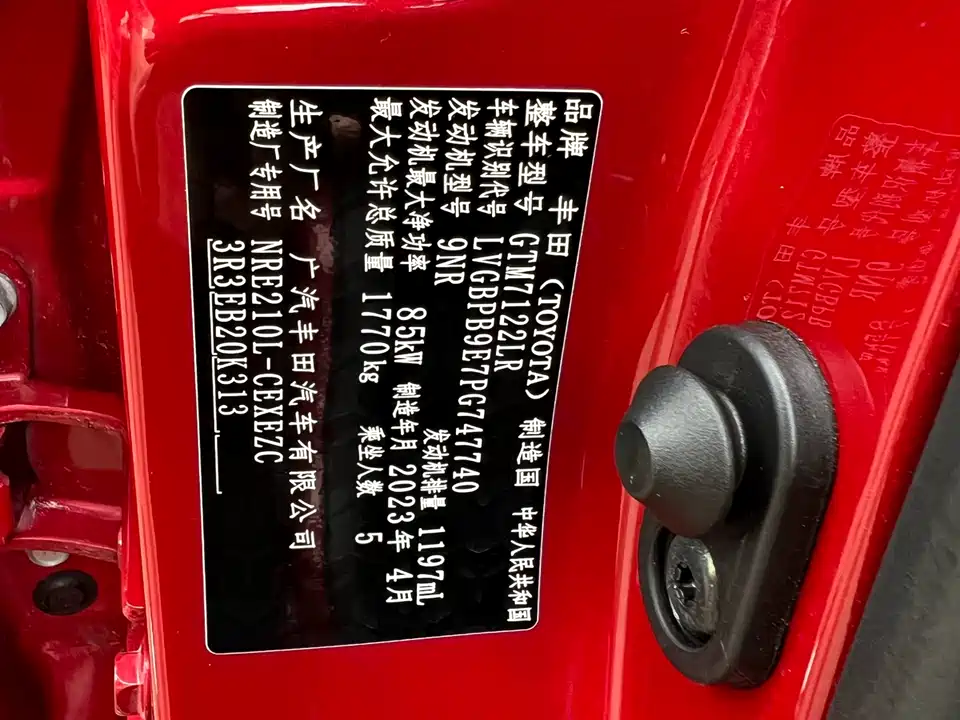 品牌 丰田(TOYOTA) 制造国 中华人民共和国
整车型号 GTM7122LR
车辆识别代号 LVGBPB9E7PG747740
发动机型号 9NR 发动机排量 1197mL
发动机最大净功率 85kW 制造年月 2023年 4月
最大允许总质量 1770kg 乘坐人数 5
生产厂名 广汽丰田汽车有限公司
制造厂专用号 NRE210L-CEXEZC
3R3EB20K313